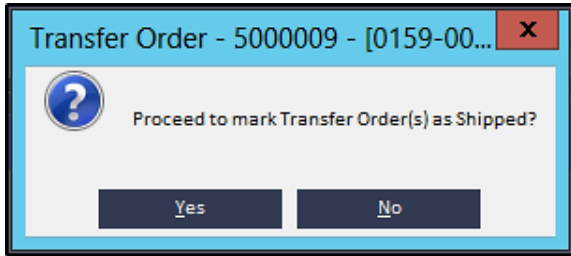 Transfer Order - 5000009 - [0159-00... x
Proceed to mark Transfer Order(s) as Shipped?
Yes No